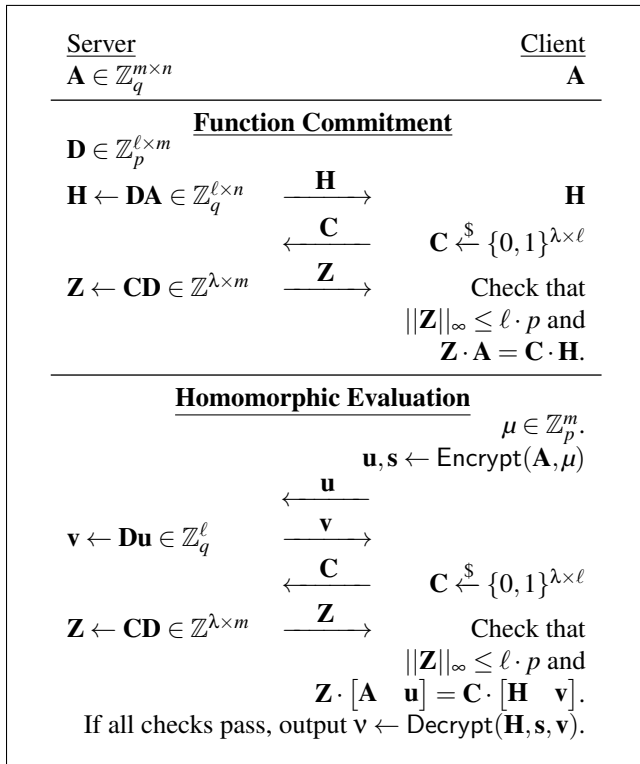 Server Client
𝐀 ∈ ℤ_q^{m×n} 𝐀
Function Commitment
𝐃 ∈ ℤ_p^{ℓ×m}
𝐇 ← 𝐃𝐀 ∈ ℤ_q^{ℓ×n} 𝐇 𝐇
𝐂 𝐂 ←$ {0,1}^{λ×ℓ}
𝐙 ← 𝐂𝐃 ∈ ℤ^{λ×m} 𝐙 Check that
||𝐙||_∞ ≤ ℓ · p and
𝐙 · 𝐀 = 𝐂 · 𝐇.
Homomorphic Evaluation
μ ∈ ℤ_p^m.
𝐮, 𝐬 ← Encrypt(𝐀, μ)
𝐮
𝐯 ← 𝐃𝐮 ∈ ℤ_q^ℓ 𝐯
𝐂 𝐂 ←$ {0,1}^{λ×ℓ}
𝐙 ← 𝐂𝐃 ∈ ℤ^{λ×m} 𝐙 Check that
||𝐙||_∞ ≤ ℓ · p and
𝐙 · [𝐀 𝐮] = 𝐂 · [𝐇 𝐯].
If all checks pass, output ν ← Decrypt(𝐇, 𝐬, 𝐯).